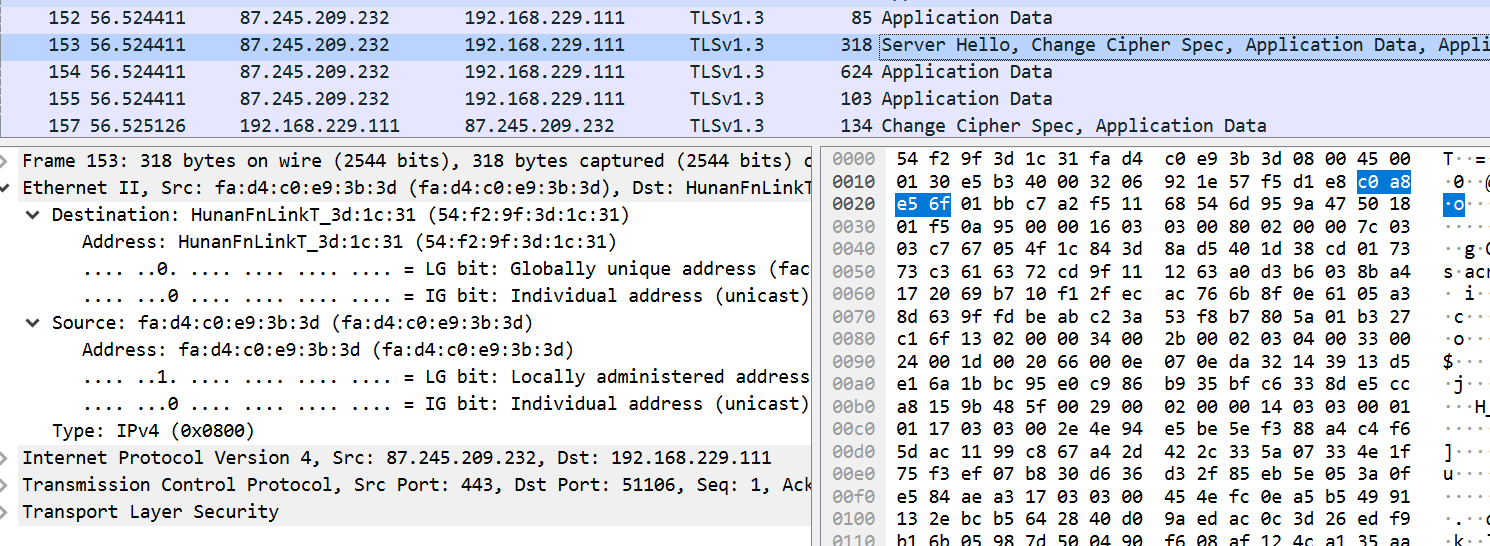 152 56.524411 87.245.209.232 192.168.229.111 TLSv1.3 85 Application Data
153 56.524411 87.245.209.232 192.168.229.111 TLSv1.3 318 Server Hello, Change Cipher Spec, Application Data, Appli
154 56.524411 87.245.209.232 192.168.229.111 TLSv1.3 624 Application Data
155 56.524411 87.245.209.232 192.168.229.111 TLSv1.3 103 Application Data
157 56.525126 192.168.229.111 87.245.209.232 TLSv1.3 134 Change Cipher Spec, Application Data
Frame 153: 318 bytes on wire (2544 bits), 318 bytes captured (2544 bits) o
Ethernet II, Src: fa:d4:c0:e9:3b:3d (fa:d4:c0:e9:3b:3d), Dst: HunanFnLinkT
Destination: HunanFnLinkT_3d:1c:31 (54:f2:9f:3d:1c:31)
Address: HunanFnLinkT_3d:1c:31 (54:f2:9f:3d:1c:31)
.... ..0. .... .... .... .... = LG bit: Globally unique address (fac
.... ...0 .... .... .... .... = IG bit: Individual address (unicast)
Source: fa:d4:c0:e9:3b:3d (fa:d4:c0:e9:3b:3d)
Address: fa:d4:c0:e9:3b:3d (fa:d4:c0:e9:3b:3d)
.... ..1. .... .... .... .... = LG bit: Locally administered address
.... ...0 .... .... .... .... = IG bit: Individual address (unicast)
Type: IPv4 (0x0800)
Internet Protocol Version 4, Src: 87.245.209.232, Dst: 192.168.229.111
Transmission Control Protocol, Src Port: 443, Dst Port: 51106, Seq: 1, Ack
Transport Layer Security
0000 54 f2 9f 3d 1c 31 fa d4 c0 e9 3b 3d 08 00 45 00 T··=
0010 01 30 e5 b3 40 00 32 06 92 1e 57 f5 d1 e8 c0 a8 ·0··@
0020 e5 6f 01 bb c7 a2 f5 11 68 54 6d 95 9a 47 50 18 ·o··
0030 01 f5 0a 95 00 00 16 03 03 00 80 02 00 00 7c 03 ····
0040 03 c7 67 05 4f 1c 84 3d 8a d5 40 1d 38 cd 01 73 ··g·O
0050 73 c3 61 63 72 cd 9f 11 12 63 a0 d3 b6 03 8b a4 s·acr
0060 17 20 69 b7 10 f1 2f ec ac 76 6b 8f 0e 61 05 a3 · i··
0070 8d 63 9f fd be ab c2 3a 53 f8 b7 80 5a 01 b3 27 ·c··
0080 c1 6f 13 02 00 00 34 00 2b 00 02 03 04 00 33 00 ·o··
0090 24 00 1d 00 20 66 00 0e 07 0e da 32 14 39 13 d5 $···
00a0 e1 6a 1b bc 95 e0 c9 86 b9 35 bf c6 33 8d e5 cc ·j··
00b0 a8 15 9b 48 5f 00 29 00 02 00 00 14 03 03 00 01 ···H_
00c0 01 17 03 03 00 2e 4e 94 e5 be 5e f3 88 a4 c4 f6 ····
00d0 5d ac 11 99 c8 67 a4 2d 42 2c 33 5a 07 33 4e 1f ]···
00e0 75 f3 ef 07 b8 30 d6 36 d3 2f 85 eb 5e 05 3a 0f u···
00f0 e5 84 ae a3 17 03 03 00 45 4e fc 0e a5 b5 49 91 ····
0100 13 2e bc b5 64 28 40 d0 9a ed ac 0c 3d 26 ed f9 ·.··d
0110 b1 6b 05 98 7d 50 04 90 f6 08 af 12 4c a1 35 aa ·k··